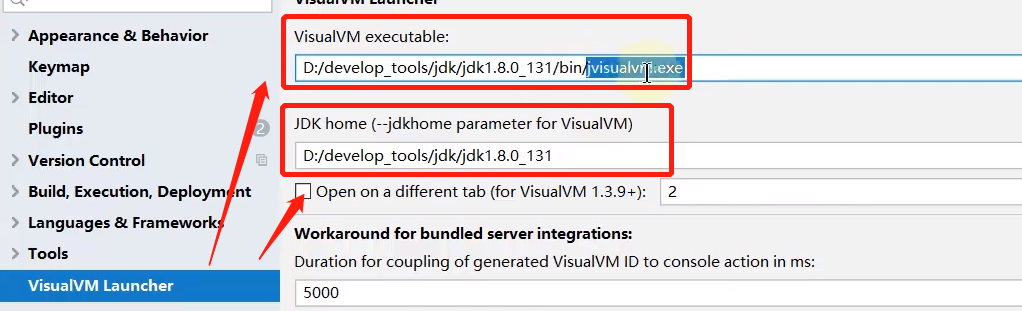 VisualVM Launcher
Appearance & Behavior
Keymap
Editor
Plugins
2
Version Control
Build, Execution, Deployment
Languages & Frameworks
Tools
VisualVM Launcher
VisualVM executable:
D:/develop_tools/jdk/jdk1.8.0_131/bin/jvisualvm.exe
JDK home (--jdkhome parameter for VisualVM)
D:/develop_tools/jdk/jdk1.8.0_131
Open on a different tab (for VisualVM 1.3.9+):
2
Workaround for bundled server integrations:
Duration for coupling of generated VisualVM ID to console action in ms:
5000